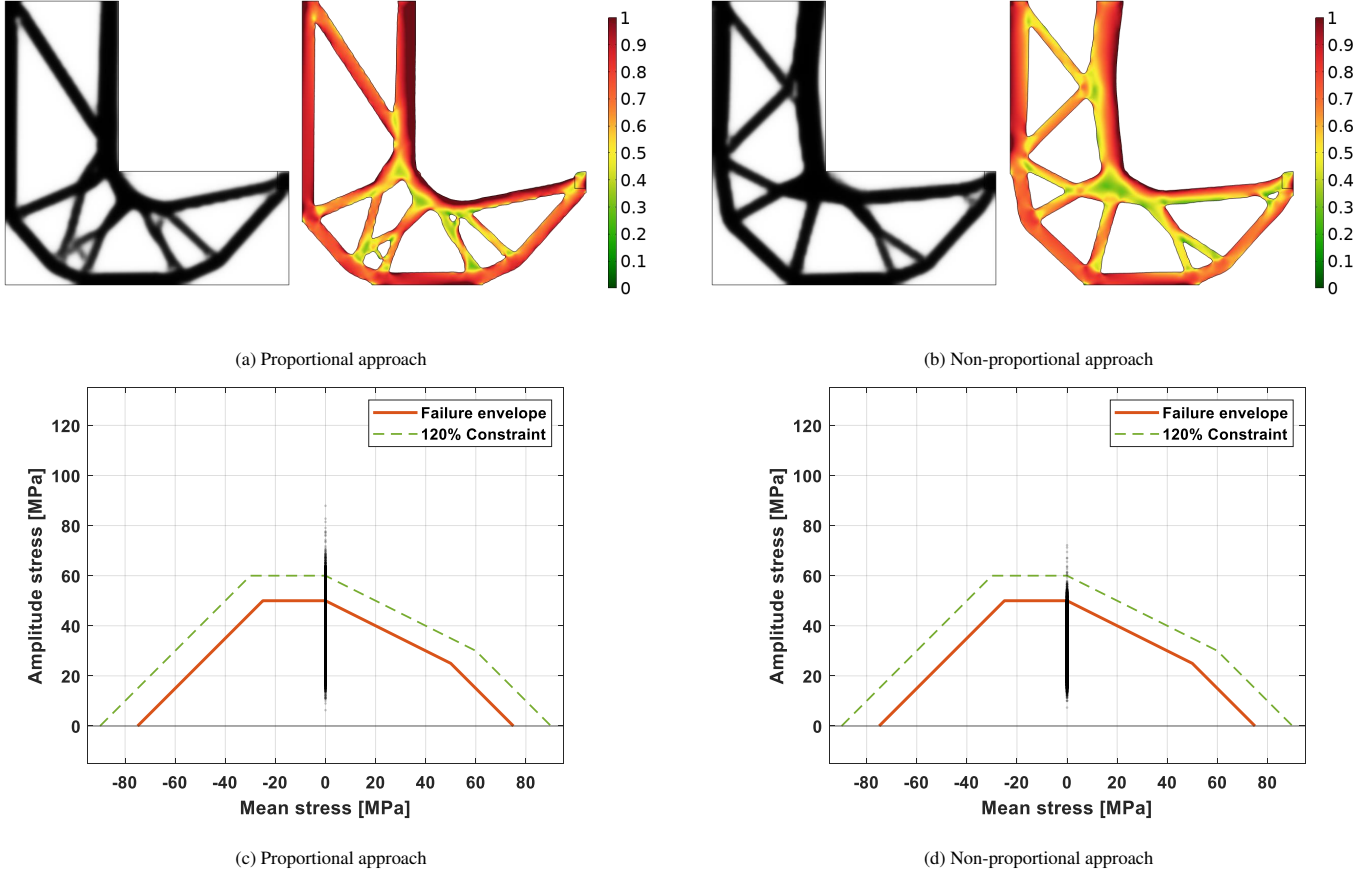 1
0.9
0.8
0.7
0.6
0.5
0.4
0.3
0.2
0.1
0
1
0.9
0.8
0.7
0.6
0.5
0.4
0.3
0.2
0.1
0
(a) Proportional approach
(b) Non-proportional approach
Failure envelope
120% Constraint
120
100
80
60
40
20
0
Amplitude stress [MPa]
-80 -60 -40 -20 0 20 40 60 80
Mean stress [MPa]
Failure envelope
120% Constraint
120
100
80
60
40
20
0
Amplitude stress [MPa]
-80 -60 -40 -20 0 20 40 60 80
Mean stress [MPa]
(c) Proportional approach
(d) Non-proportional approach